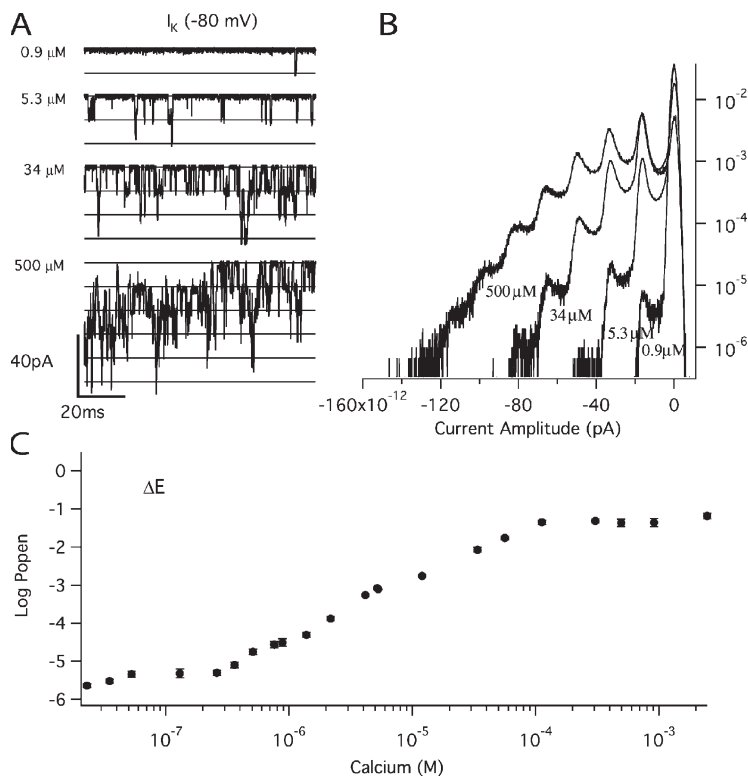 A
I_K (-80 mV)
0.9 µM
5.3 µM
34 µM
500 µM
40pA
20ms
B
10^-2
10^-3
10^-4
10^-5
10^-6
500 µM
34 µM
5.3 µM
0.9µM
-160x10^-12
-120
-80
-40
0
Current Amplitude (pA)
C
ΔE
0
-1
-2
-3
-4
-5
-6
Log Popen
10^-7
10^-6
10^-5
10^-4
10^-3
Calcium (M)